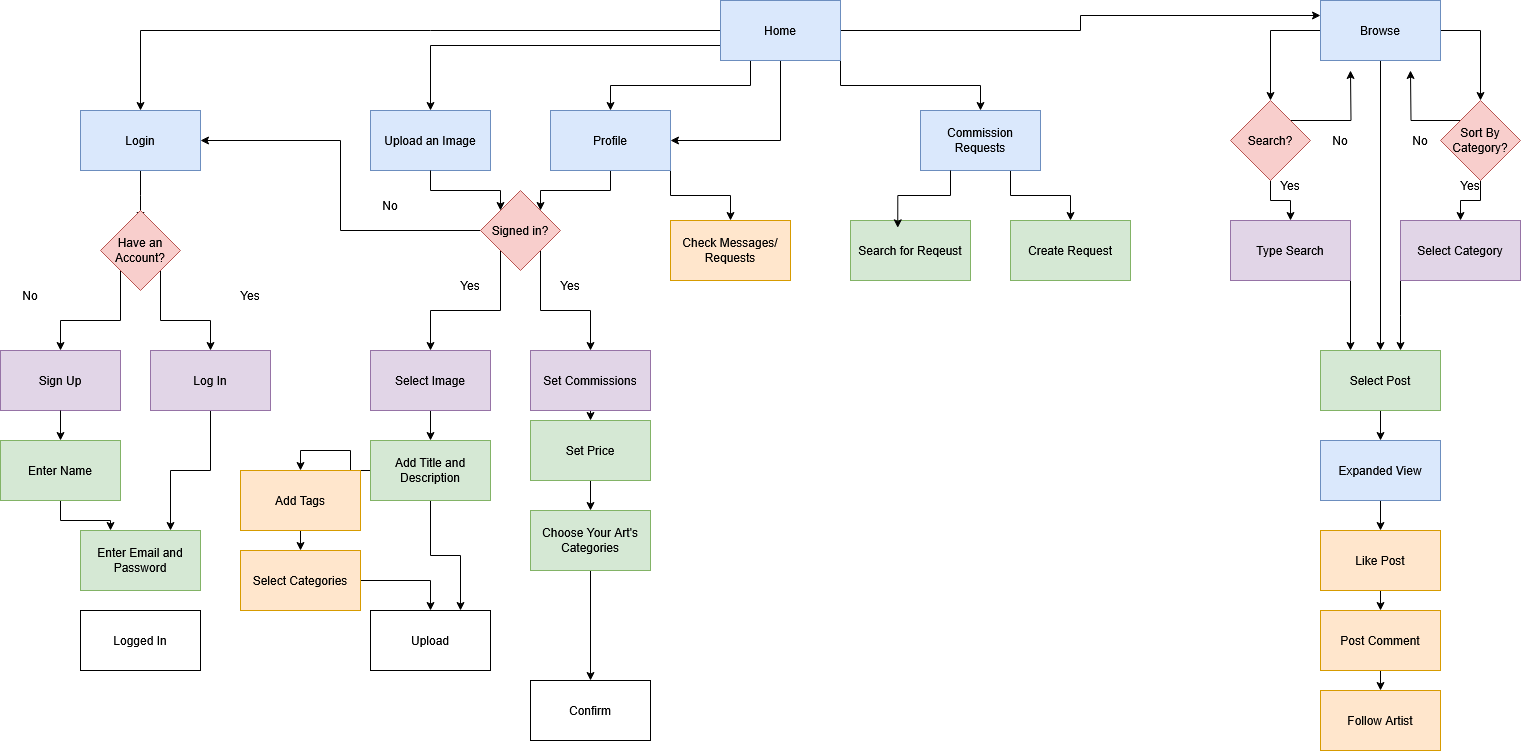 Home
Browse
Login
Upload an Image
Profile
Commission
Requests
Search?
No
No
Sort By
Category?
Yes
Yes
No
Signed in?
Have an
Account?
Check Messages/
Requests
Search for Reqeust
Create Request
Type Search
Select Category
No
Yes
Yes
Yes
Sign Up
Log In
Select Image
Set Commissions
Select Post
Enter Name
Add Title and
Description
Set Price
Expanded View
Add Tags
Choose Your Art's
Categories
Enter Email and
Password
Select Categories
Like Post
Logged In
Upload
Post Comment
Confirm
Follow Artist